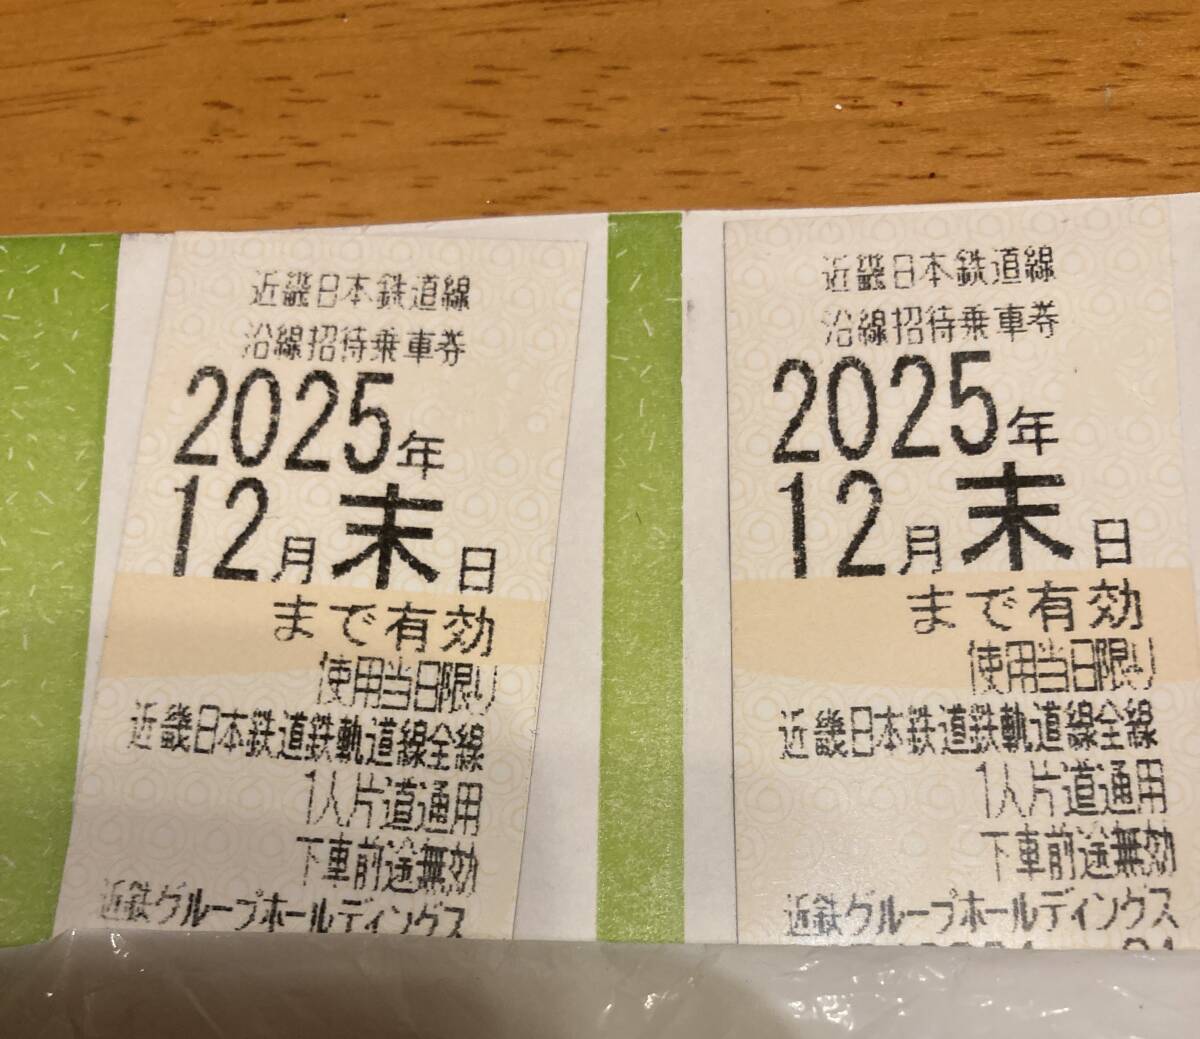 近畿日本鉄道線
沿線招待乗車券
2025年
12月末日
まで有効
使用当日限り
近畿日本鉄道鉄軌道線全線
1人片道通用
下車前途無効
近鉄グループホールディングス
近畿日本鉄道線
沿線招待乗車券
2025年
12月末日
まで有効
使用当日限り
近畿日本鉄道鉄軌道線全線
1人片道通用
下車前途無効
近鉄グループホールディングス